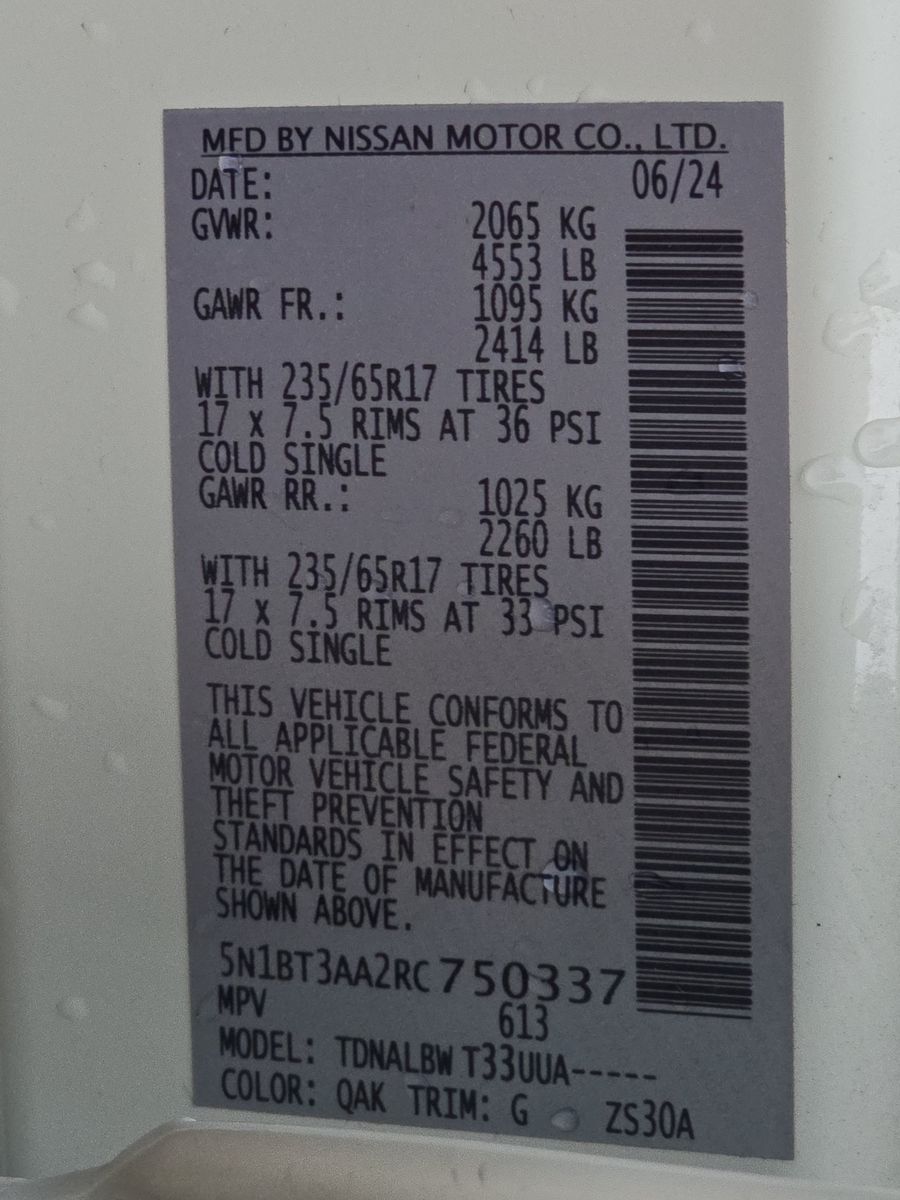 MFD BY NISSAN MOTOR CO., LTD.
DATE: 06/24
GVWR: 2065 KG
4553 LB
GAWR FR.: 1095 KG
2414 LB
WITH 235/65R17 TIRES
17 x 7.5 RIMS AT 36 PSI
COLD SINGLE
GAWR RR.: 1025 KG
2260 LB
WITH 235/65R17 TIRES
17 x 7.5 RIMS AT 33 PSI
COLD SINGLE
THIS VEHICLE CONFORMS TO
ALL APPLICABLE FEDERAL
MOTOR VEHICLE SAFETY AND
THEFT PREVENTION
STANDARDS IN EFFECT ON
THE DATE OF MANUFACTURE
SHOWN ABOVE.
5N1BT3AA2RC750337
MPV 613
MODEL: TDNALBW T33UUA-----
COLOR: QAK TRIM: G ZS30A